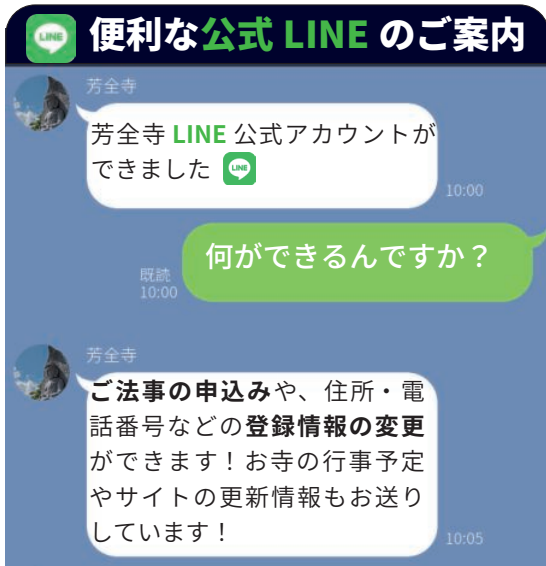 LINE 便利な公式 LINE のご案内
芳全寺
芳全寺 LINE 公式アカウントが
できました LINE
10:00
何ができるんですか？
既読
10:00
芳全寺
ご法事の申込みや、住所・電
話番号などの登録情報の変更
ができます！お寺の行事予定
やサイトの更新情報もお送り
しています！
10:05